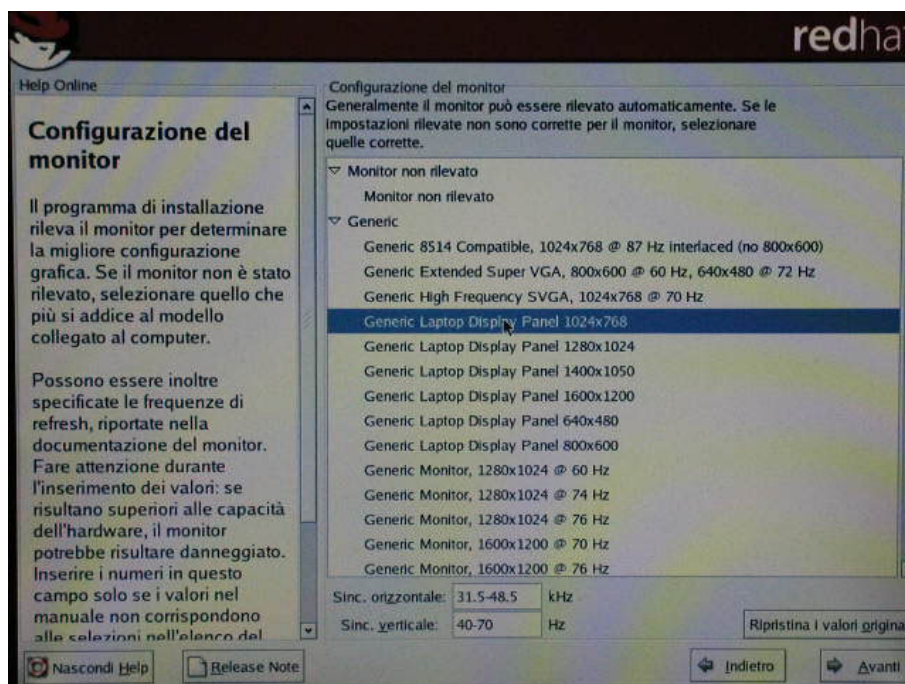 redha
Help Online
Configurazione del
monitor
Il programma di installazione
rileva il monitor per determinare
la migliore configurazione
grafica. Se il monitor non è stato
rilevato, selezionare quello che
più si addice al modello
collegato al computer.
Possono essere inoltre
specificate le frequenze di
refresh, riportate nella
documentazione del monitor.
Fare attenzione durante
l'inserimento dei valori: se
risultano superiori alle capacità
dell'hardware, il monitor
potrebbe risultare danneggiato.
Inserire i numeri in questo
campo solo se i valori nel
manuale non corrispondono
alle selezioni nell'elenco del
Configurazione del monitor
Generalmente il monitor può essere rilevato automaticamente. Se le
impostazioni rilevate non sono corrette per il monitor, selezionare
quelle corrette.
Monitor non rilevato
Monitor non rilevato
Generic
Generic 8514 Compatible, 1024x768 @ 87 Hz interlaced (no 800x600)
Generic Extended Super VGA, 800x600 @ 60 Hz, 640x480 @ 72 Hz
Generic High Frequency SVGA, 1024x768 @ 70 Hz
Generic Laptop Display Panel 1024x768
Generic Laptop Display Panel 1280x1024
Generic Laptop Display Panel 1400x1050
Generic Laptop Display Panel 1600x1200
Generic Laptop Display Panel 640x480
Generic Laptop Display Panel 800x600
Generic Monitor, 1280x1024 @ 60 Hz
Generic Monitor, 1280x1024 @ 74 Hz
Generic Monitor, 1280x1024 @ 76 Hz
Generic Monitor, 1600x1200 @ 70 Hz
Generic Monitor, 1600x1200 @ 76 Hz
Sinc. orizzontale: 31.5-48.5 kHz
Sinc. verticale: 40-70 Hz
Ripristina i valori origina
Nascondi Help Release Note Indietro Avanti